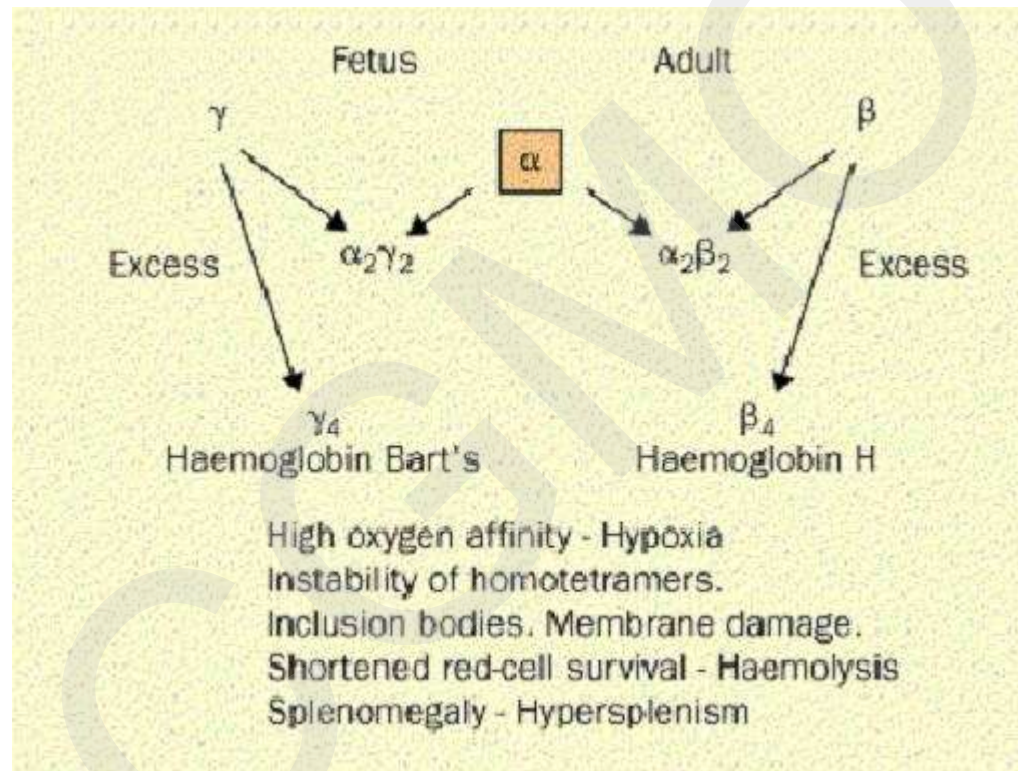 Fetus Adult
γ β
α
α₂γ₂ α₂β₂
Excess Excess
γ₄ β₄
Haemoglobin Bart's Haemoglobin H
High oxygen affinity - Hypoxia
Instability of homotetramers.
Inclusion bodies. Membrane damage.
Shortened red-cell survival - Haemolysis
Splenomegaly - Hypersplenism